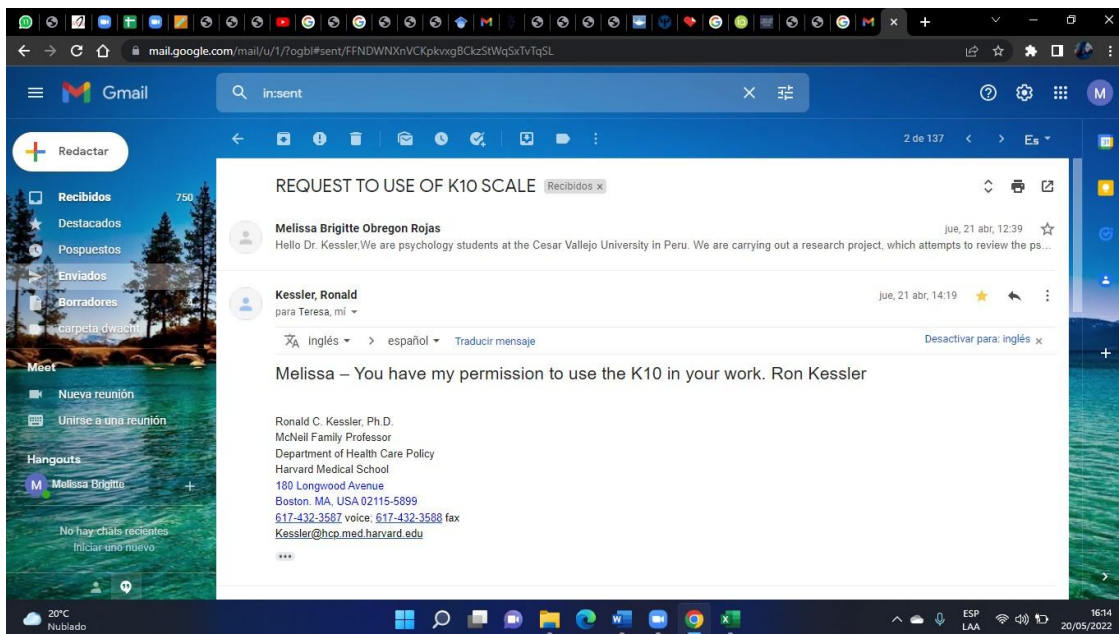 mail.google.com/mail/u/1/?ogbl#sent/FFNDWNXnVCKpkvxgBCkzStWqSxTvTqSL
Gmail
in:sent
M
Redactar
2 de 137
Es
Recibidos 750
Destacados
Pospuestos
Enviados
Borradores
carpeta dwacht
Meet
Nueva reunión
Unirse a una reunión
Hangouts
M Melissa Brigitte
No hay chats recientes
Iniciar uno nuevo
REQUEST TO USE OF K10 SCALE Recibidos x
Melissa Brigitte Obregon Rojas jue, 21 abr, 12:39
Hello Dr. Kessler,We are psychology students at the Cesar Vallejo University in Peru. We are carrying out a research project, which attempts to review the ps...
Kessler, Ronald jue, 21 abr, 14:19
para Teresa, mí
inglés > español Traducir mensaje Desactivar para: inglés x
Melissa – You have my permission to use the K10 in your work. Ron Kessler
Ronald C. Kessler, Ph.D.
McNeil Family Professor
Department of Health Care Policy
Harvard Medical School
180 Longwood Avenue
Boston. MA, USA 02115-5899
617-432-3587 voice; 617-432-3588 fax
Kessler@hcp.med.harvard.edu
20°C
Nublado
ESP
LAA
16:14
20/05/2022